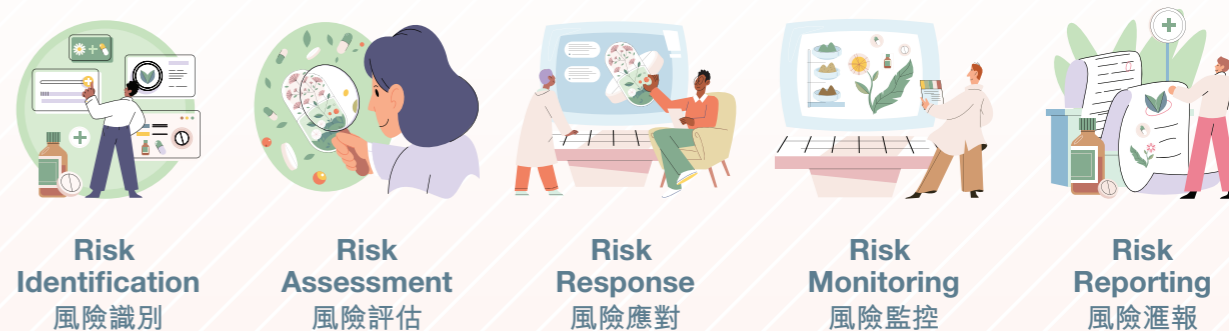 Risk
Identification
風險識別
Risk
Assessment
風險評估
Risk
Response
風險應對
Risk
Monitoring
風險監控
Risk
Reporting
風險滙報